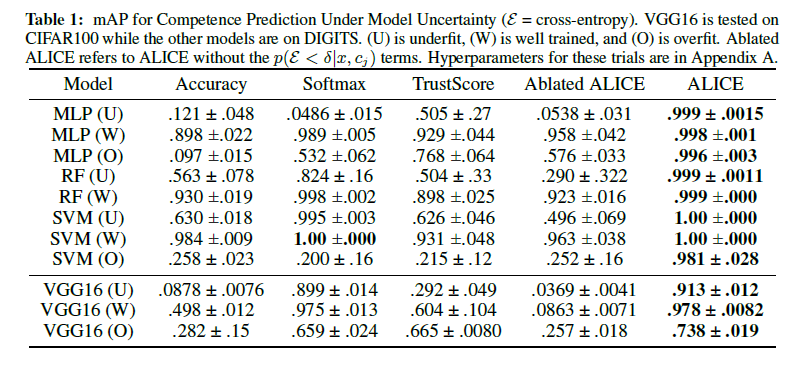 Table 1: mAP for Competence Prediction Under Model Uncertainty (ℰ = cross-entropy). VGG16 is tested on
CIFAR100 while the other models are on DIGITS. (U) is underfit, (W) is well trained, and (O) is overfit. Ablated
ALICE refers to ALICE without the p(ℰ < δ|x, c_j) terms. Hyperparameters for these trials are in Appendix A.
Model Accuracy Softmax TrustScore Ablated ALICE ALICE
MLP (U) .121 ± .048 .0486 ± .015 .505 ± .27 .0538 ± .031 .999 ± .0015
MLP (W) .898 ±.022 .989 ±.005 .929 ±.044 .958 ±.042 .998 ±.001
MLP (O) .097 ±.015 .532 ±.062 .768 ±.064 .576 ±.033 .996 ±.003
RF (U) .563 ±.078 .824 ± .16 .504 ± .33 .290 ± .322 .999 ± .0011
RF (W) .930 ±.019 .998 ±.002 .898 ±.025 .923 ±.016 .999 ±.000
SVM (U) .630 ±.018 .995 ±.003 .626 ±.046 .496 ±.069 1.00 ±.000
SVM (W) .984 ±.009 1.00 ±.000 .931 ±.048 .963 ±.038 1.00 ±.000
SVM (O) .258 ±.023 .200 ± .16 .215 ± .12 .252 ± .16 .981 ±.028
VGG16 (U) .0878 ± .0076 .899 ± .014 .292 ± .049 .0369 ± .0041 .913 ±.012
VGG16 (W) .498 ± .012 .975 ± .013 .604 ± .104 .0863 ± .0071 .978 ± .0082
VGG16 (O) .282 ± .15 .659 ± .024 .665 ± .0080 .257 ± .018 .738 ±.019